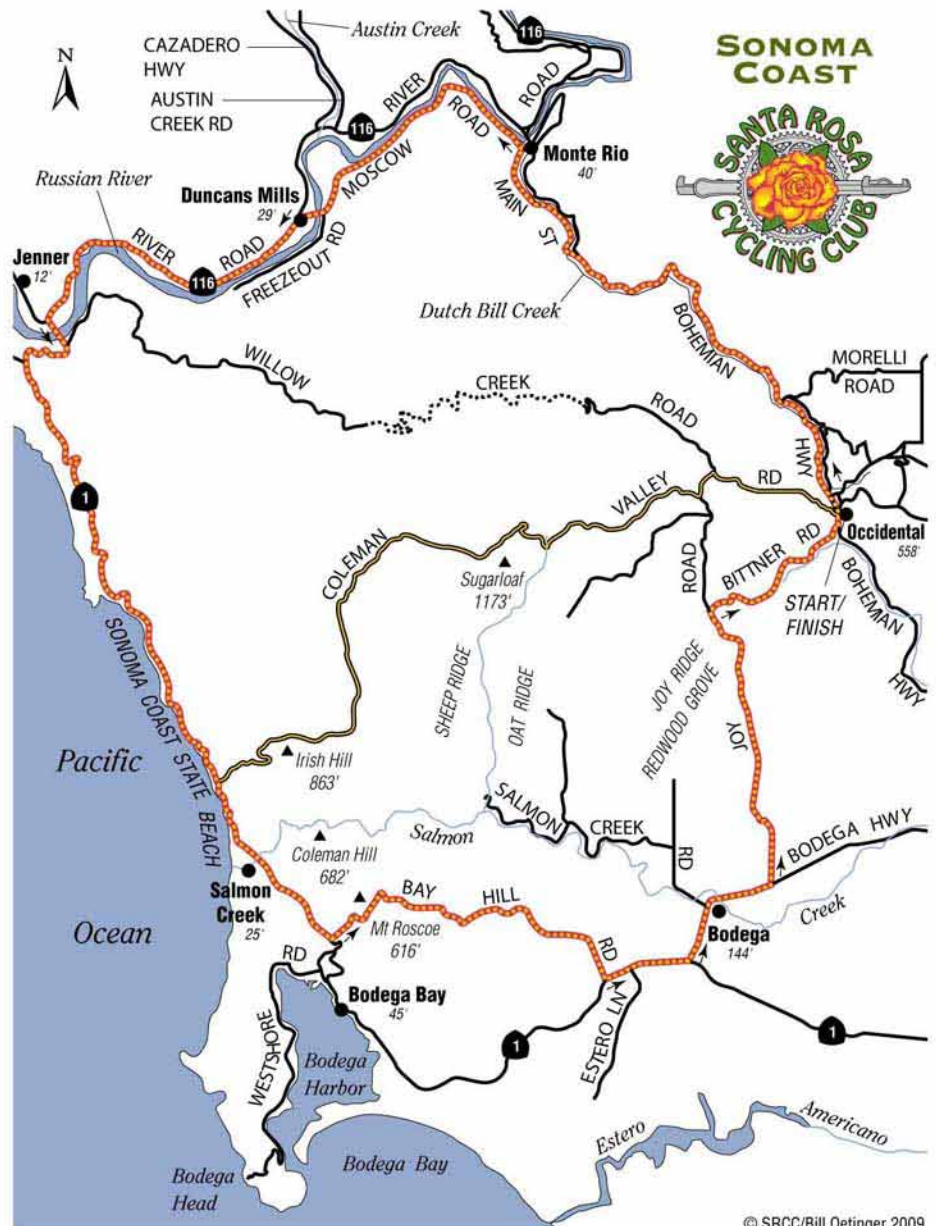 SONOMA
COAST
SANTA ROSA
CYCLING CLUB
N
CAZADERO
HWY
AUSTIN
CREEK RD
Austin Creek
116
116
RIVER
ROAD
ROAD
MOSCOW
Monte Rio
40'
MAIN
ST
Russian River
Duncans Mills
29'
FREEZEOUT RD
Jenner
12'
RIVER
ROAD
116
Dutch Bill Creek
BOHEMIAN
HWY
MORELLI
ROAD
WILLOW
CREEK
ROAD
1
COLEMAN
VALLEY
RD
Occidental
558'
Sugarloaf
1173'
ROAD
BITTNER RD
START/
FINISH
BOHEMAN
HWY
SONOMA COAST STATE BEACH
SHEEP RIDGE
OAT RIDGE
JOY RIDGE
REDWOOD GROVE
JOY
Pacific
Ocean
Irish Hill
863'
SALMON
CREEK
RD
BODEGA HWY
Salmon
Creek
Coleman Hill
682'
Salmon
Creek
25'
BAY
HILL
RD
Mt Roscoe
616'
Bodega
144'
RD
WESTSHORE
Bodega Bay
45'
1
ESTERO LN
1
Bodega
Harbor
Bodega
Head
Bodega Bay
Estero
Americano
© SRCC/Bill Oetinger 2009